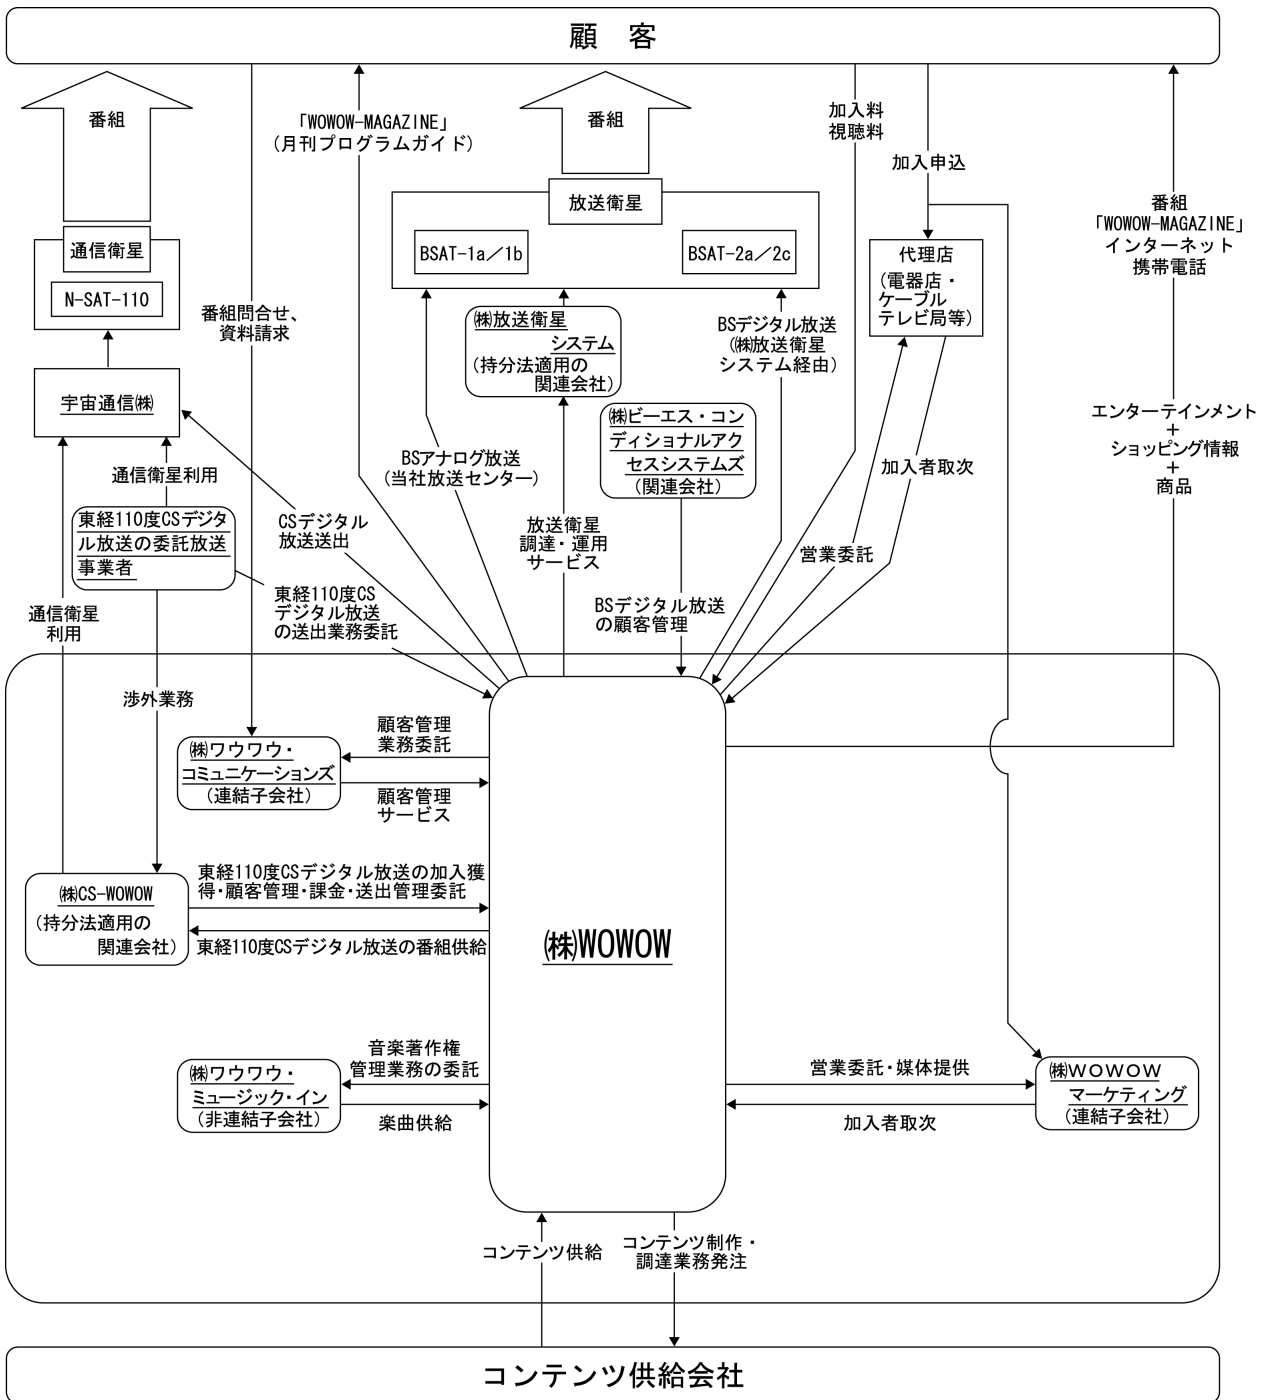 顧　客
番組
「WOWOW-MAGAZINE」
（月刊プログラムガイド）
番組
加入料
視聴料
加入申込
番組
「WOWOW-MAGAZINE」
インターネット
携帯電話
放送衛星
BSAT-1a／1b
BSAT-2a／2c
通信衛星
N-SAT-110
代理店
（電器店・
ケーブル
テレビ局等）
番組問合せ、
資料請求
㈱放送衛星
システム
（持分法適用の
関連会社）
BSデジタル放送
（㈱放送衛星
システム経由）
宇宙通信㈱
㈱ビーエス・コン
ディショナルアク
セスシステムズ
（関連会社）
エンターテインメント
＋
ショッピング情報
＋
商品
BSアナログ放送
（当社放送センター）
加入者取次
通信衛星利用
東経110度CSデジタ
ル放送の委託放送
事業者
CSデジタル
放送送出
放送衛星
調達・運用
サービス
営業委託
東経110度CS
デジタル放送
の送出業務委託
BSデジタル放送
の顧客管理
通信衛星
利用
渉外業務
㈱ワウワウ・
コミュニケーションズ
（連結子会社）
顧客管理
業務委託
顧客管理
サービス
㈱CS-WOWOW
（持分法適用の
関連会社）
東経110度CSデジタル放送の加入獲
得・顧客管理・課金・送出管理委託
東経110度CSデジタル放送の番組供給
㈱WOWOW
㈱ワウワウ・
ミュージック・イン
（非連結子会社）
音楽著作権
管理業務の委託
楽曲供給
営業委託・媒体提供
加入者取次
㈱ＷＯＷＯＷ
マーケティング
（連結子会社）
コンテンツ供給
コンテンツ制作・
調達業務発注
コンテンツ供給会社